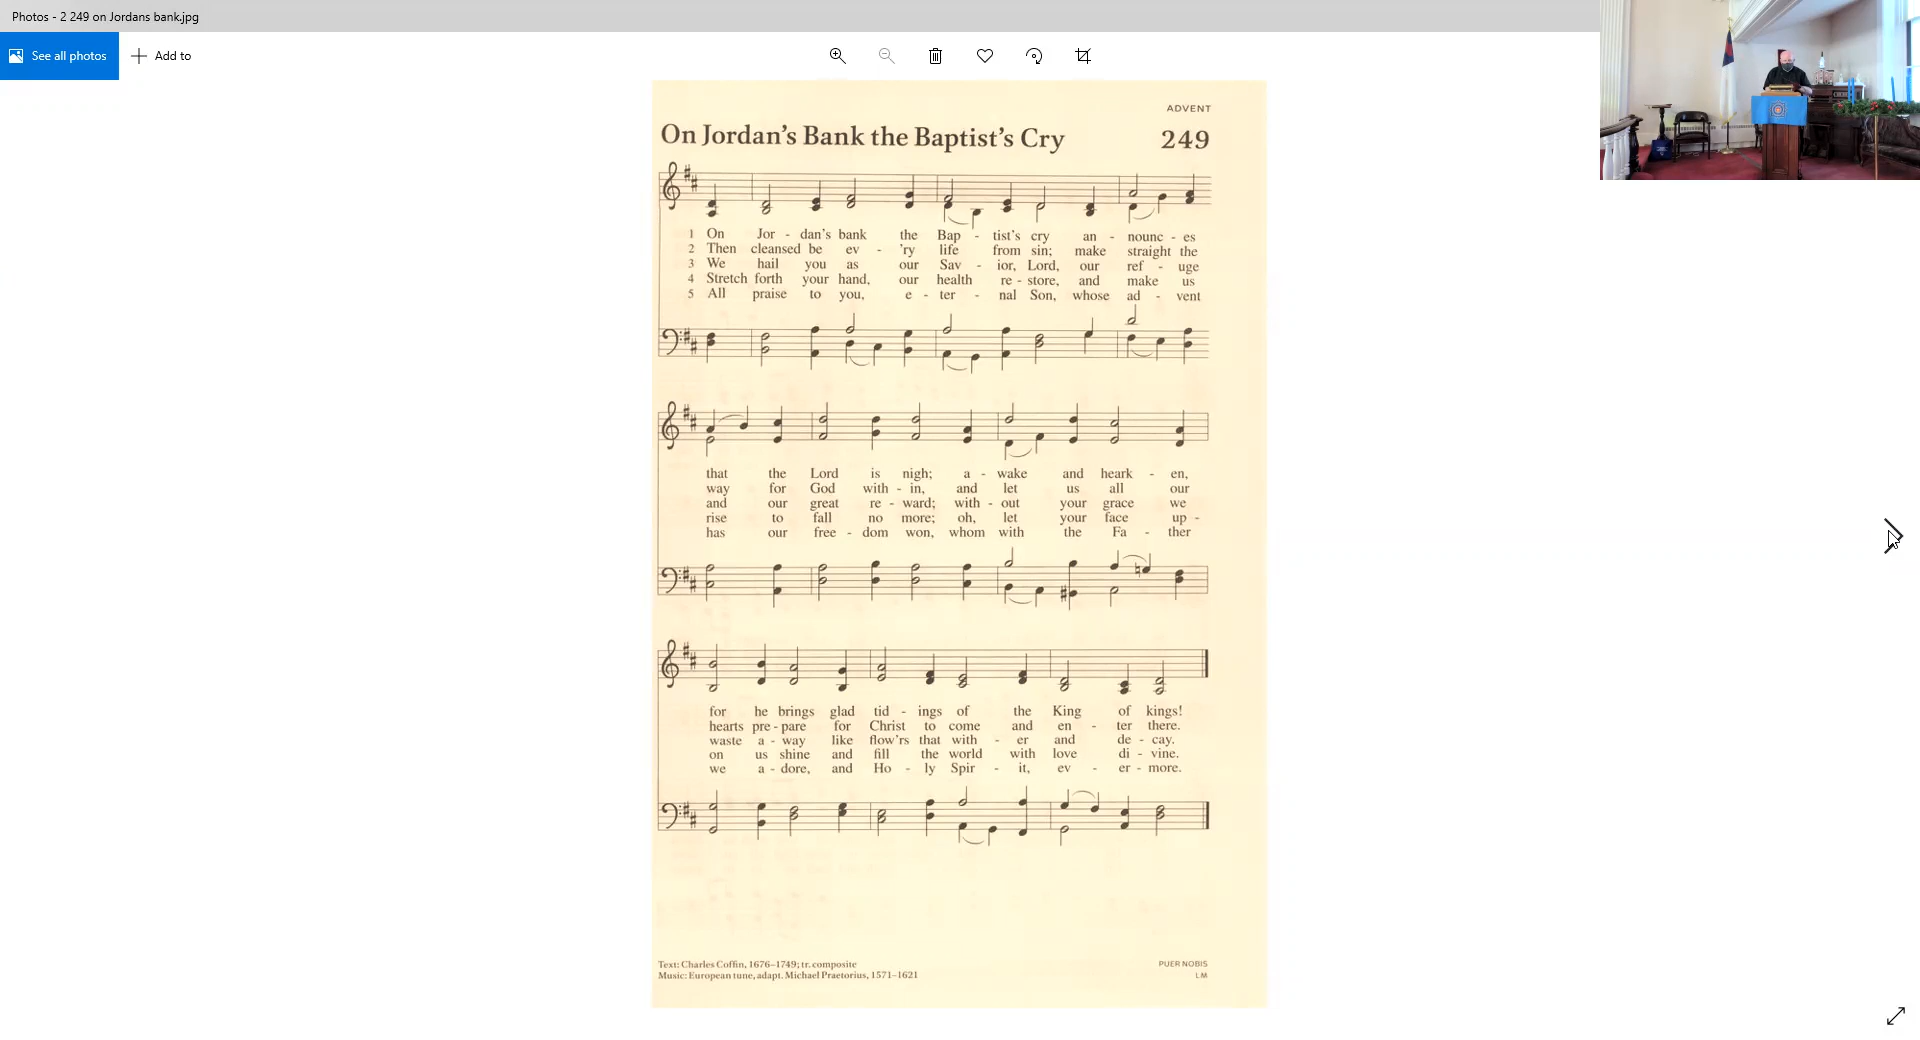 Photos - 2 249 on Jordans bank.jpg
See all photos
Add to
ADVENT
On Jordan's Bank the Baptist's Cry 249
1 On Jor - dan's bank the Bap - tist's cry an - nounc - es
2 Then cleansed be ev - 'ry life from sin; make straight the
3 We hail you as our Sav - ior, Lord, our ref - uge
4 Stretch forth your hand, our health re - store, and make us
5 All praise to you, e - ter - nal Son, whose ad - vent
that the Lord is nigh; a - wake and heark - en,
way for God with - in, and let us all our
and our great re - ward; with - out your grace we
rise to fall no more; oh, let your face up -
has our free - dom won, whom with the Fa - ther
for he brings glad tid - ings of the King of kings!
hearts pre - pare for Christ to come and en - ter there.
waste a - way like flow'rs that with - er and de - cay.
on us shine and fill the world with love di - vine.
we a - dore, and Ho - ly Spir - it, ev - er - more.
Text: Charles Coffin, 1676–1749; tr. composite
Music: European tune, adapt. Michael Praetorius, 1571–1621
PUER NOBIS
LM